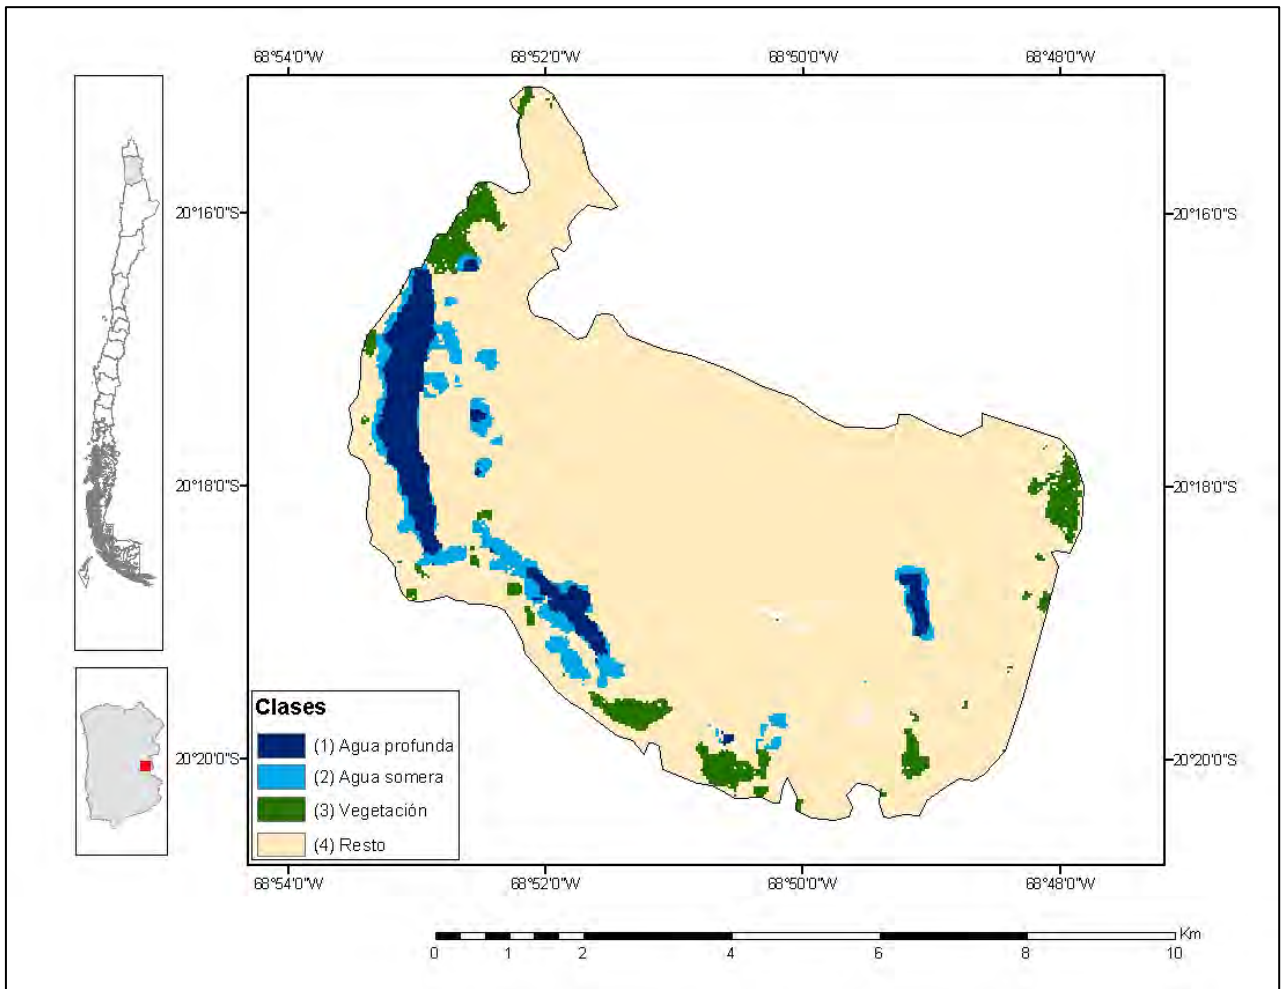 68°54'0"W 68°52'0"W 68°50'0"W 68°48'0"W
20°16'0"S 20°16'0"S
20°18'0"S 20°18'0"S
20°20'0"S 20°20'0"S
Clases
(1) Agua profunda
(2) Agua somera
(3) Vegetación
(4) Resto
68°54'0"W 68°52'0"W 68°50'0"W 68°48'0"W
Km
0 1 2 4 6 8 10